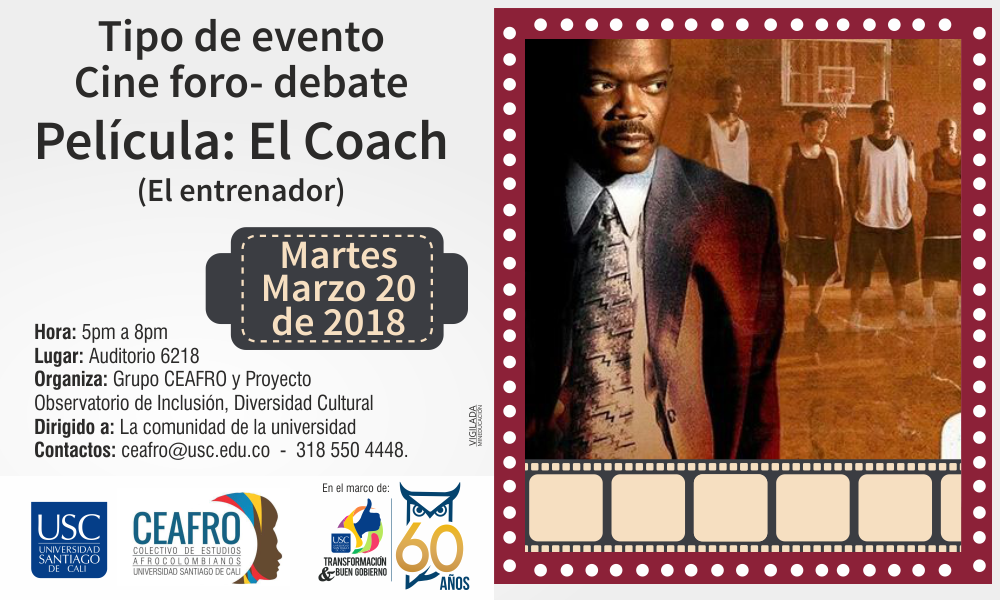 Tipo de evento
Cine foro- debate
Película: El Coach
(El entrenador)
Martes
Marzo 20
de 2018
Hora: 5pm a 8pm
Lugar: Auditorio 6218
Organiza: Grupo CEAFRO y Proyecto
Observatorio de Inclusión, Diversidad Cultural
Dirigido a: La comunidad de la universidad
Contactos: ceafro@usc.edu.co - 318 550 4448.
VIGILADA
MINEDUCACIÓN
USC
UNIVERSIDAD
SANTIAGO
DE CALI
CEAFRO
COLECTIVO DE ESTUDIOS
AFROCOLOMBIANOS
UNIVERSIDAD SANTIAGO DE CALI
En el marco de:
USC
TRANSFORMACIÓN
& BUEN GOBIERNO
60
AÑOS